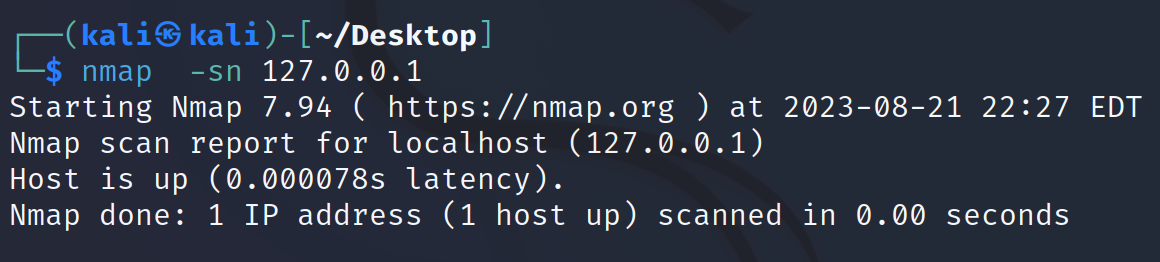 ┌──(kali㉿kali)-[~/Desktop]
└─$ nmap  -sn 127.0.0.1
Starting Nmap 7.94 ( https://nmap.org ) at 2023-08-21 22:27 EDT
Nmap scan report for localhost (127.0.0.1)
Host is up (0.000078s latency).
Nmap done: 1 IP address (1 host up) scanned in 0.00 seconds